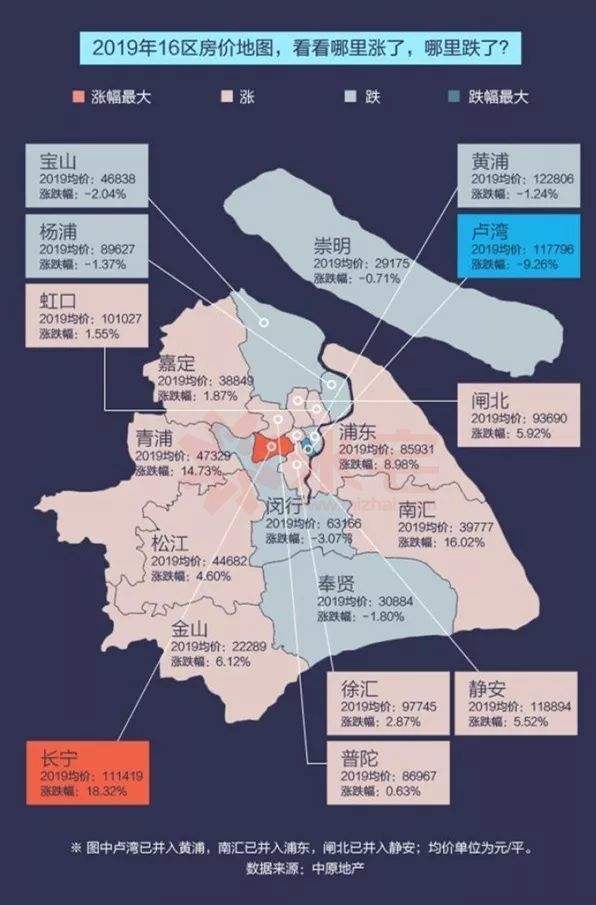 2019年16区房价地图，看看哪里涨了，哪里跌了？
涨幅最大
涨
跌
跌幅最大
宝山
2019均价：46838
涨跌幅：-2.04%
黄浦
2019均价：122806
涨跌幅：-1.24%
杨浦
2019均价：89627
涨跌幅：-1.37%
卢湾
2019均价：117796
涨跌幅：-9.26%
崇明
2019均价：29175
涨跌幅：-0.71%
虹口
2019均价：101027
涨跌幅：1.55%
嘉定
2019均价：38849
涨跌幅：1.87%
闸北
2019均价：93690
涨跌幅：5.92%
青浦
2019均价：47329
涨跌幅：14.73%
浦东
2019均价：85931
涨跌幅：8.98%
闵行
2019均价：63166
涨跌幅：-3.07%
南汇
2019均价：39777
涨跌幅：16.02%
松江
2019均价：44682
涨跌幅：4.60%
奉贤
2019均价：30884
涨跌幅：-1.80%
金山
2019均价：22289
涨跌幅：6.12%
徐汇
2019均价：97745
涨跌幅：2.87%
静安
2019均价：118894
涨跌幅：5.52%
长宁
2019均价：111419
涨跌幅：18.32%
普陀
2019均价：86967
涨跌幅：0.63%
※ 图中卢湾已并入黄浦，南汇已并入浦东，闸北已并入静安；均价单位为元/平。
数据来源：中原地产